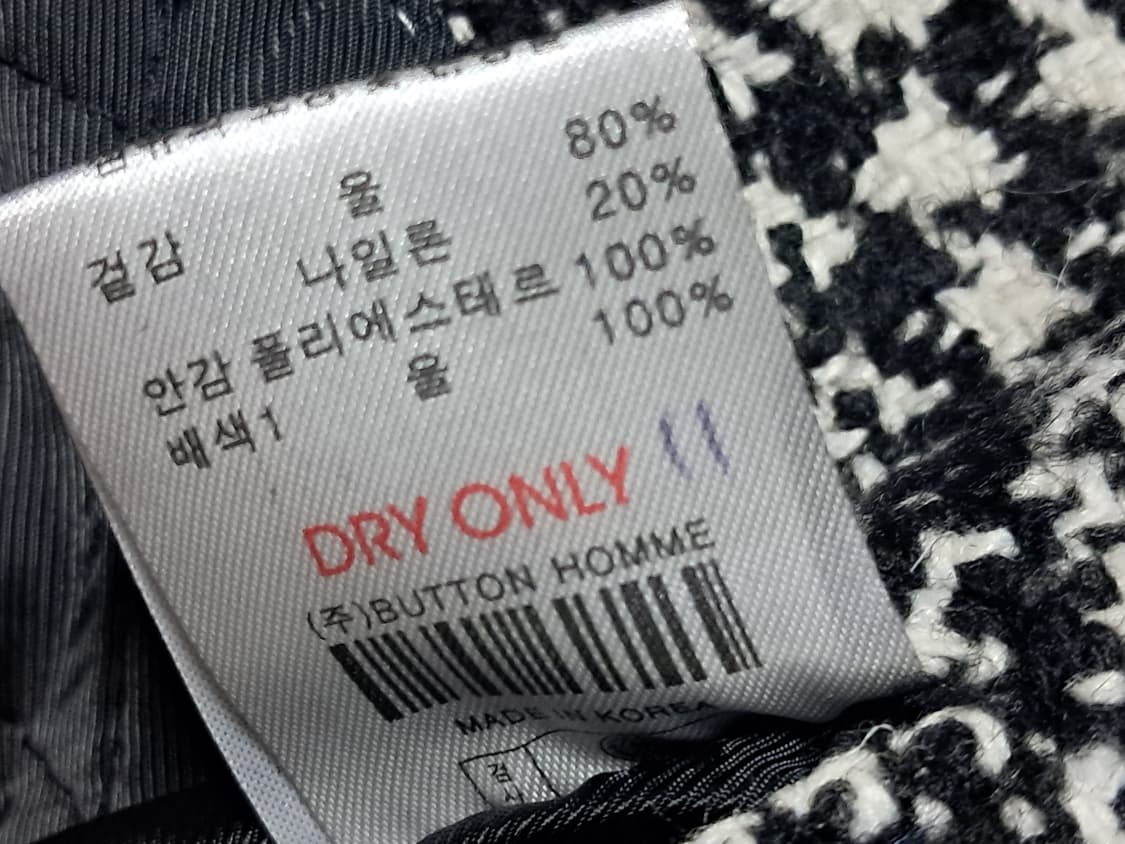 울 80%
겉감 나일론 20%
안감 폴리에스테르 100%
배색1 울 100%
DRY ONLY
(주)BUTTON HOMME
MADE IN KOREA
검